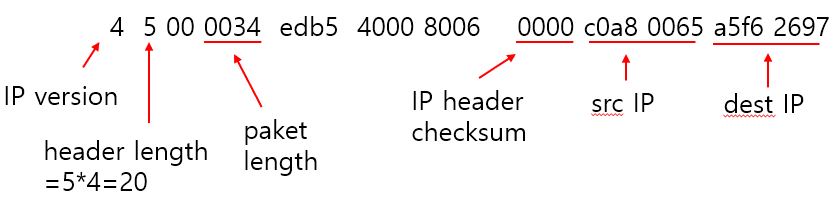 4 5 00 0034 edb5 4000 8006 0000 c0a8 0065 a5f6 2697
IP version
header length
=5*4=20
paket
length
IP header
checksum
src IP
dest IP